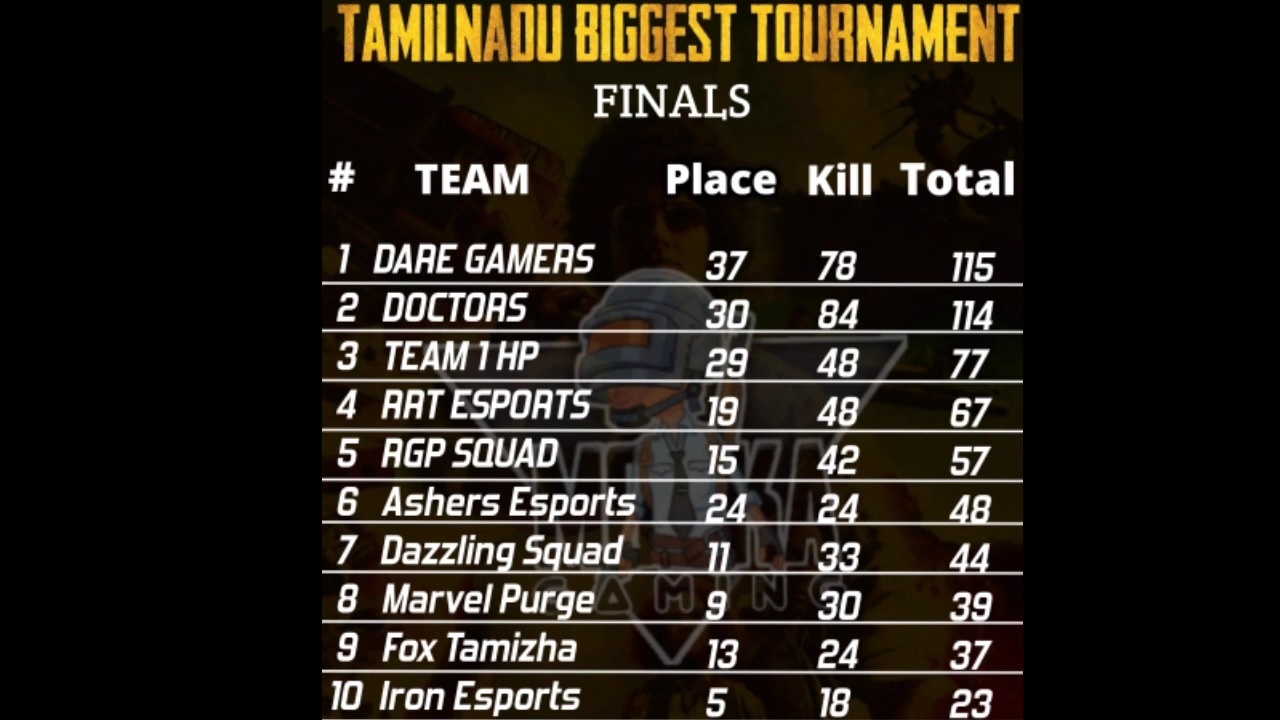 TAMILNADU BIGGEST TOURNAMENT
FINALS
# TEAM Place Kill Total
1 DARE GAMERS 37 78 115
2 DOCTORS 30 84 114
3 TEAM 1 HP 29 48 77
4 RRT ESPORTS 19 48 67
5 RGP SQUAD 15 42 57
6 Ashers Esports 24 24 48
7 Dazzling Squad 11 33 44
8 Marvel Purge 9 30 39
9 Fox Tamizha 13 24 37
10 Iron Esports 5 18 23
GAMING